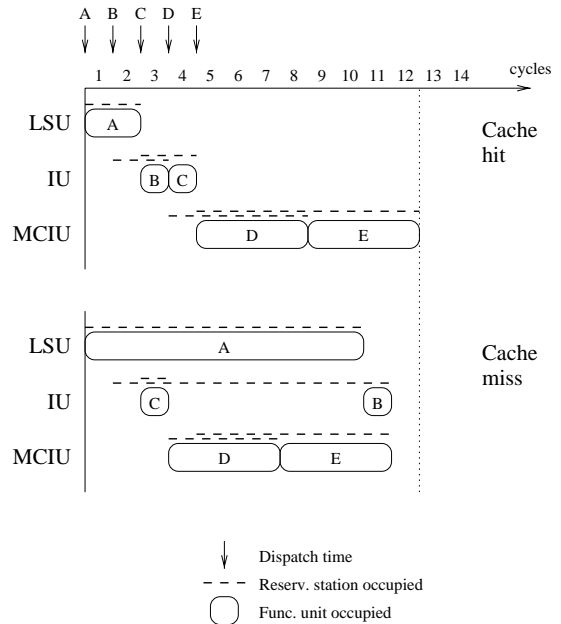 A B C D E
cycles
1 2 3 4 5 6 7 8 9 10 11 12 13 14
LSU A Cache
hit
IU B C
MCIU D E
LSU A Cache
miss
IU C B
MCIU D E
Dispatch time
Reserv. station occupied
Func. unit occupied